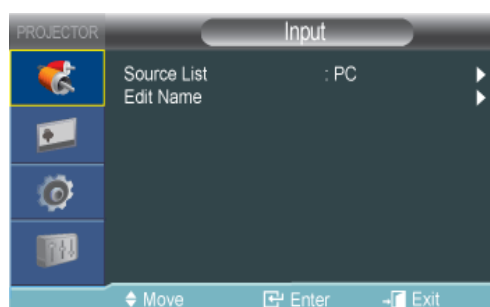 PROJECTOR Input
Source List : PC
Edit Name
Move Enter Exit